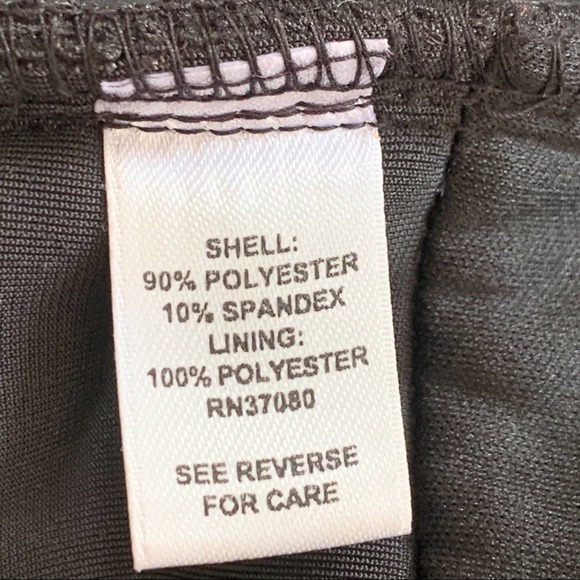 SHELL:
90% POLYESTER
10% SPANDEX
LINING:
100% POLYESTER
RN37080
SEE REVERSE
FOR CARE